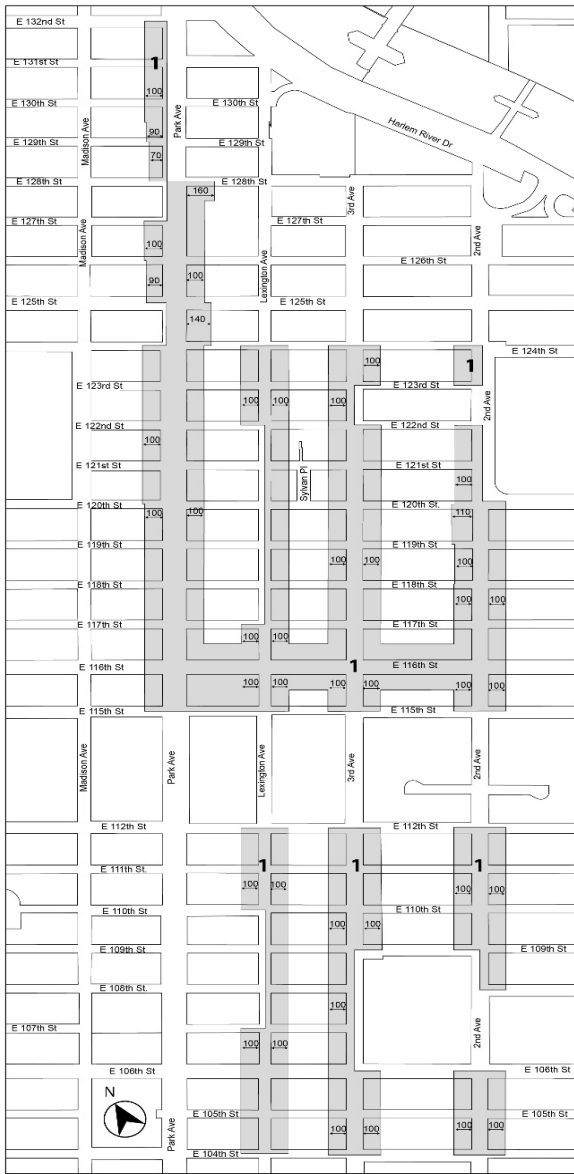 E 132nd St
E 131st St
1
100
E 130th St
E 130th St
90
Madison Ave
Park Ave
Harlem River Dr
E 129th St
E 129th St
70
E 128th St
E 128th St
160
3rd Ave
E 127th St
E 127th St
Madison Ave
100
Lexington Ave
2nd Ave
E 126th St
90
100
E 125th St
E 125th St
140
E 124th St
100
1
E 123rd St
E 123rd St
100
100
100
2nd Ave
E 122nd St
E 122nd St
100
E 121st St
E 121st St
Sylvan Pl
100
E 120th St
E 120th St.
100
100
110
E 119th St
E 119th St
100
100
100
E 118th St
E 118th St
100
100
E 117th St
E 117th St
100
100
E 116th St
1
E 116th St
100
100
100
100
100
100
E 115th St
E 115th St
Madison Ave
Park Ave
Lexington Ave
3rd Ave
2nd Ave
E 112th St
E 112th St
E 111th St.
1
1
1
100
100
100
100
E 110th St
E 110th St
100
100
E 109th St
E 109th St
E 108th St.
100
E 107th St
2nd Ave
100
100
E 106th St
E 106th St
N
E 105th St
E 105th St
Park Ave
100
100
100
100
E 104th St